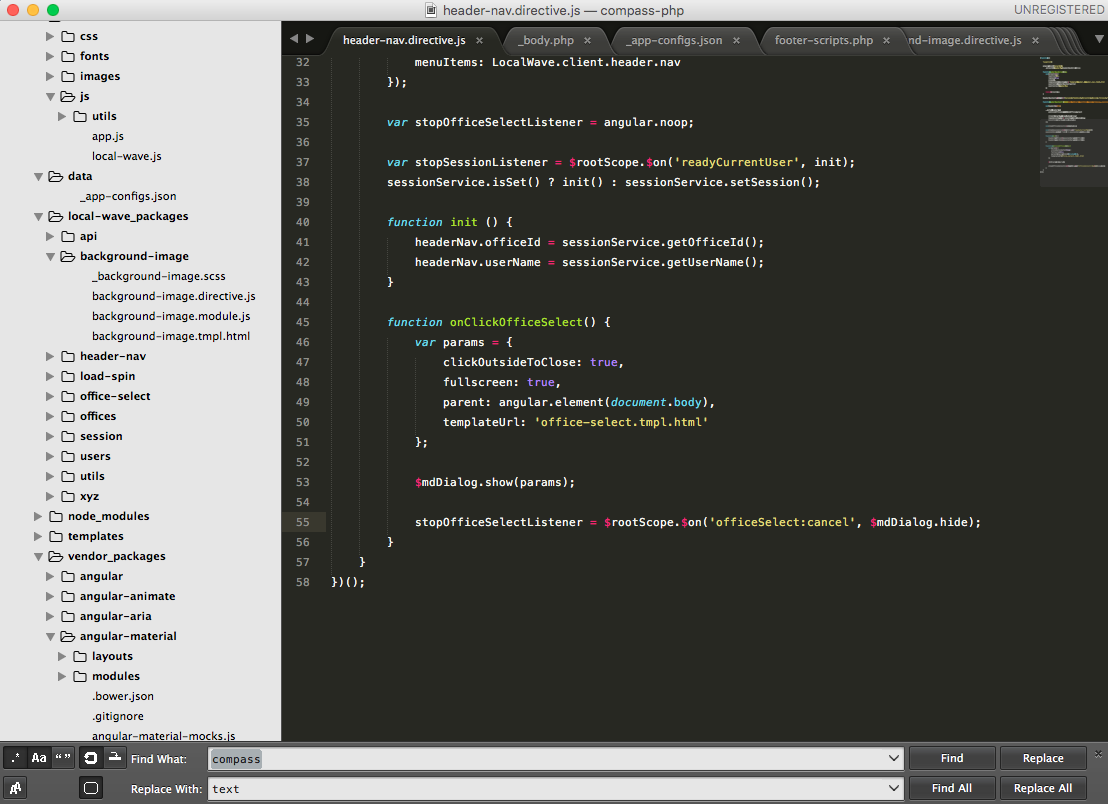 header-nav.directive.js — compass-php
UNREGISTERED
css
fonts
images
js
utils
app.js
local-wave.js
data
_app-configs.json
local-wave_packages
api
background-image
_background-image.scss
background-image.directive.js
background-image.module.js
background-image.tmpl.html
header-nav
load-spin
office-select
offices
session
users
utils
xyz
node_modules
templates
vendor_packages
angular
angular-animate
angular-aria
angular-material
layouts
modules
.bower.json
.gitignore
angular-material-mocks.js
header-nav.directive.js ×
_body.php ×
_app-configs.json ×
footer-scripts.php ×
nd-image.directive.js ×
32 menuItems: LocalWave.client.header.nav
33 });
34
35 var stopOfficeSelectListener = angular.noop;
36
37 var stopSessionListener = $rootScope.$on('readyCurrentUser', init);
38 sessionService.isSet() ? init() : sessionService.setSession();
39
40 function init () {
41 headerNav.officeId = sessionService.getOfficeId();
42 headerNav.userName = sessionService.getUserName();
43 }
44
45 function onClickOfficeSelect() {
46 var params = {
47 clickOutsideToClose: true,
48 fullscreen: true,
49 parent: angular.element(document.body),
50 templateUrl: 'office-select.tmpl.html'
51 };
52
53 $mdDialog.show(params);
54
55 stopOfficeSelectListener = $rootScope.$on('officeSelect:cancel', $mdDialog.hide);
56 }
57 }
58 })();
.* Aa “” Find What: compass Find Replace ×
Replace With: text Find All Replace All